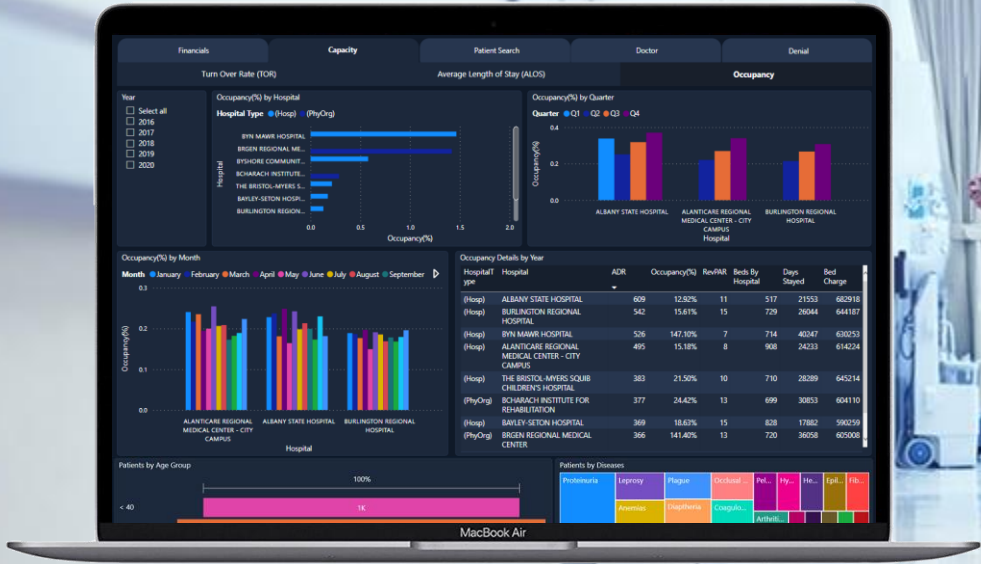 Financials
Capacity
Patient Search
Doctor
Denial
Turn Over Rate (TOR)
Average Length of Stay (ALOS)
Occupancy
Year
Select all
2016
2017
2018
2019
2020
Occupancy(%) by Hospital
Hospital Type (Hosp) (PhyOrg)
Hospital
BYN MAWR HOSPITAL
BRGEN REGIONAL ME...
BYSHORE COMMUNIT...
BCHARACH INSTITUTE...
THE BRISTOL-MYERS S...
BAYLEY-SETON HOSPI...
BURLINGTON REGION...
0.0 0.5 1.0 1.5 2.0
Occupancy(%)
Occupancy(%) by Quarter
Quarter Q1 Q2 Q3 Q4
Occupancy(%)
0.4
0.2
0.0
ALBANY STATE HOSPITAL
ALANTICARE REGIONAL
MEDICAL CENTER - CITY
CAMPUS
BURLINGTON REGIONAL
HOSPITAL
Hospital
Occupancy(%) by Month
Month January February March April May June July August September
Occupancy(%)
0.3
0.2
0.1
0.0
ALANTICARE REGIONAL
MEDICAL CENTER - CITY
CAMPUS
ALBANY STATE HOSPITAL
BURLINGTON REGIONAL
HOSPITAL
Hospital
Occupancy Details by Year
HospitalT Hospital ADR Occupancy(%) RevPAR Beds By Days Bed
ype Hospital Stayed Charge
(Hosp) ALBANY STATE HOSPITAL 609 12.92% 11 517 21553 682918
(Hosp) BURLINGTON REGIONAL 542 15.61% 15 729 26044 644187
HOSPITAL
(Hosp) BYN MAWR HOSPITAL 526 147.10% 7 714 40247 630253
(Hosp) ALANTICARE REGIONAL 495 15.18% 8 908 24233 614224
MEDICAL CENTER - CITY
CAMPUS
(Hosp) THE BRISTOL-MYERS SQUIB 383 21.50% 10 710 28289 645214
CHILDREN'S HOSPITAL
(PhyOrg) BCHARACH INSTITUTE FOR 377 24.42% 13 699 30853 604110
REHABILITATION
(Hosp) BAYLEY-SETON HOSPITAL 369 18.63% 15 828 17882 590259
(PhyOrg) BRGEN REGIONAL MEDICAL 366 141.40% 13 720 36058 605008
CENTER
Patients by Age Group
100%
< 40
1K
Patients by Diseases
Proteinuria Leprosy Plague Occlusal ... Pel... Hy... He... Epil... Fib...
Anemias Diaptheria Coagulo...
Arthriti...
MacBook Air